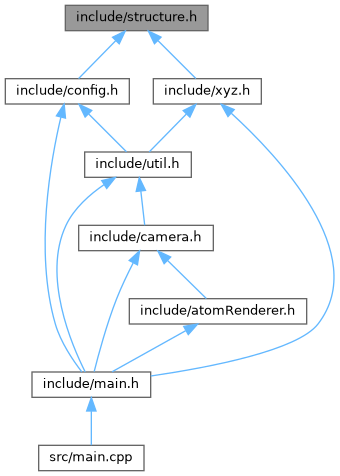 include/structure.h
include/config.h
include/xyz.h
include/util.h
include/camera.h
include/atomRenderer.h
include/main.h
src/main.cpp